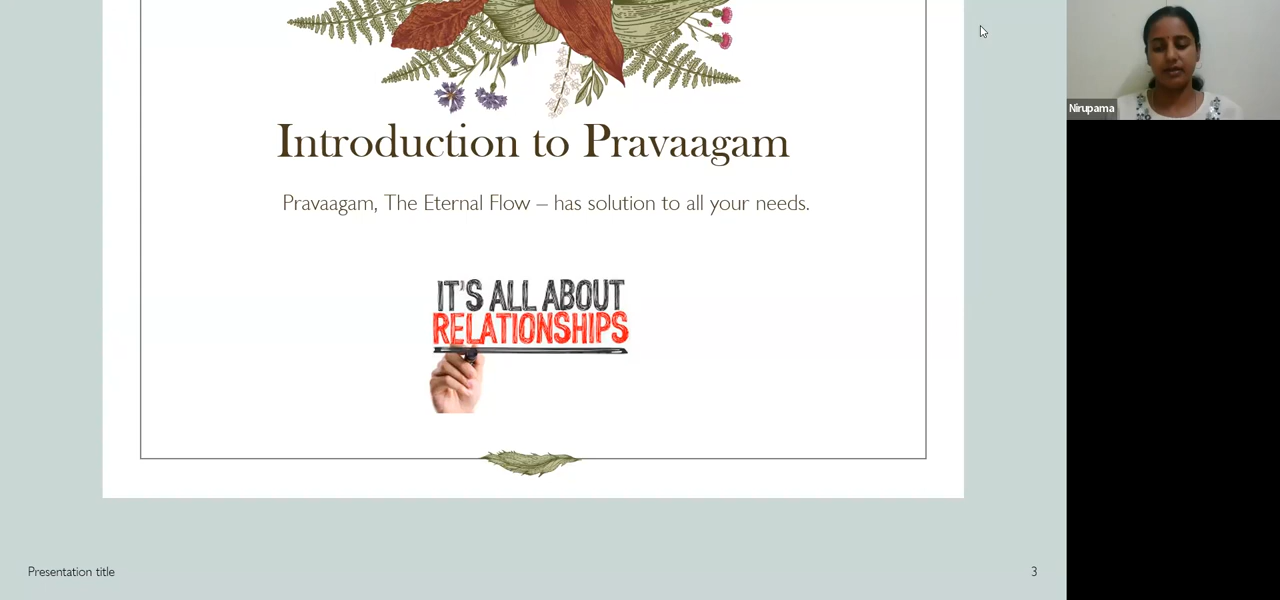 Introduction to Pravaagam
Pravaagam, The Eternal Flow – has solution to all your needs.
IT'S ALL ABOUT
RELATIONSHIPS
Presentation title
3
Nirupama